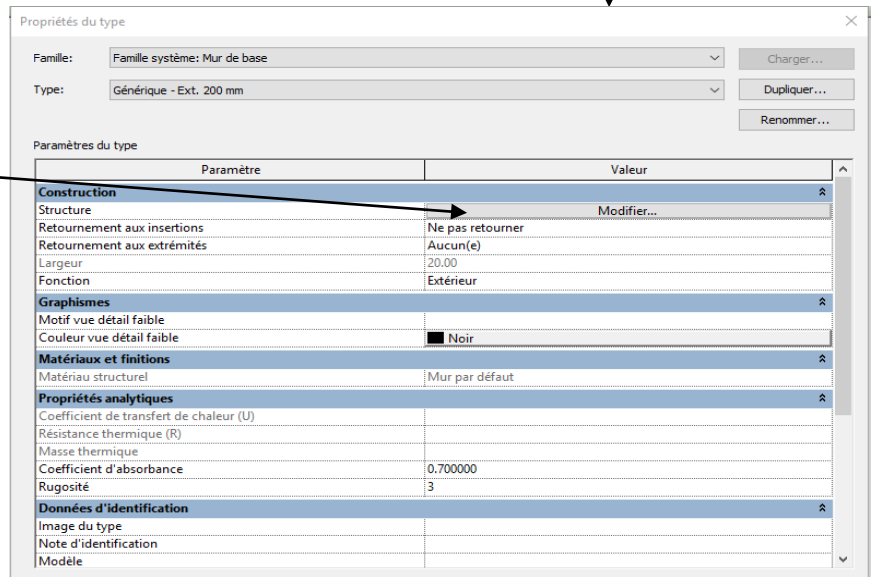 Propriétés du type
Famille: Famille système: Mur de base Charger...
Type: Générique - Ext. 200 mm Dupliquer...
Renommer...
Paramètres du type
Paramètre Valeur
Construction
Structure Modifier...
Retournement aux insertions Ne pas retourner
Retournement aux extrémités Aucun(e)
Largeur 20.00
Fonction Extérieur
Graphismes
Motif vue détail faible
Couleur vue détail faible Noir
Matériaux et finitions
Matériau structurel Mur par défaut
Propriétés analytiques
Coefficient de transfert de chaleur (U)
Résistance thermique (R)
Masse thermique
Coefficient d'absorbance 0.700000
Rugosité 3
Données d'identification
Image du type
Note d'identification
Modèle